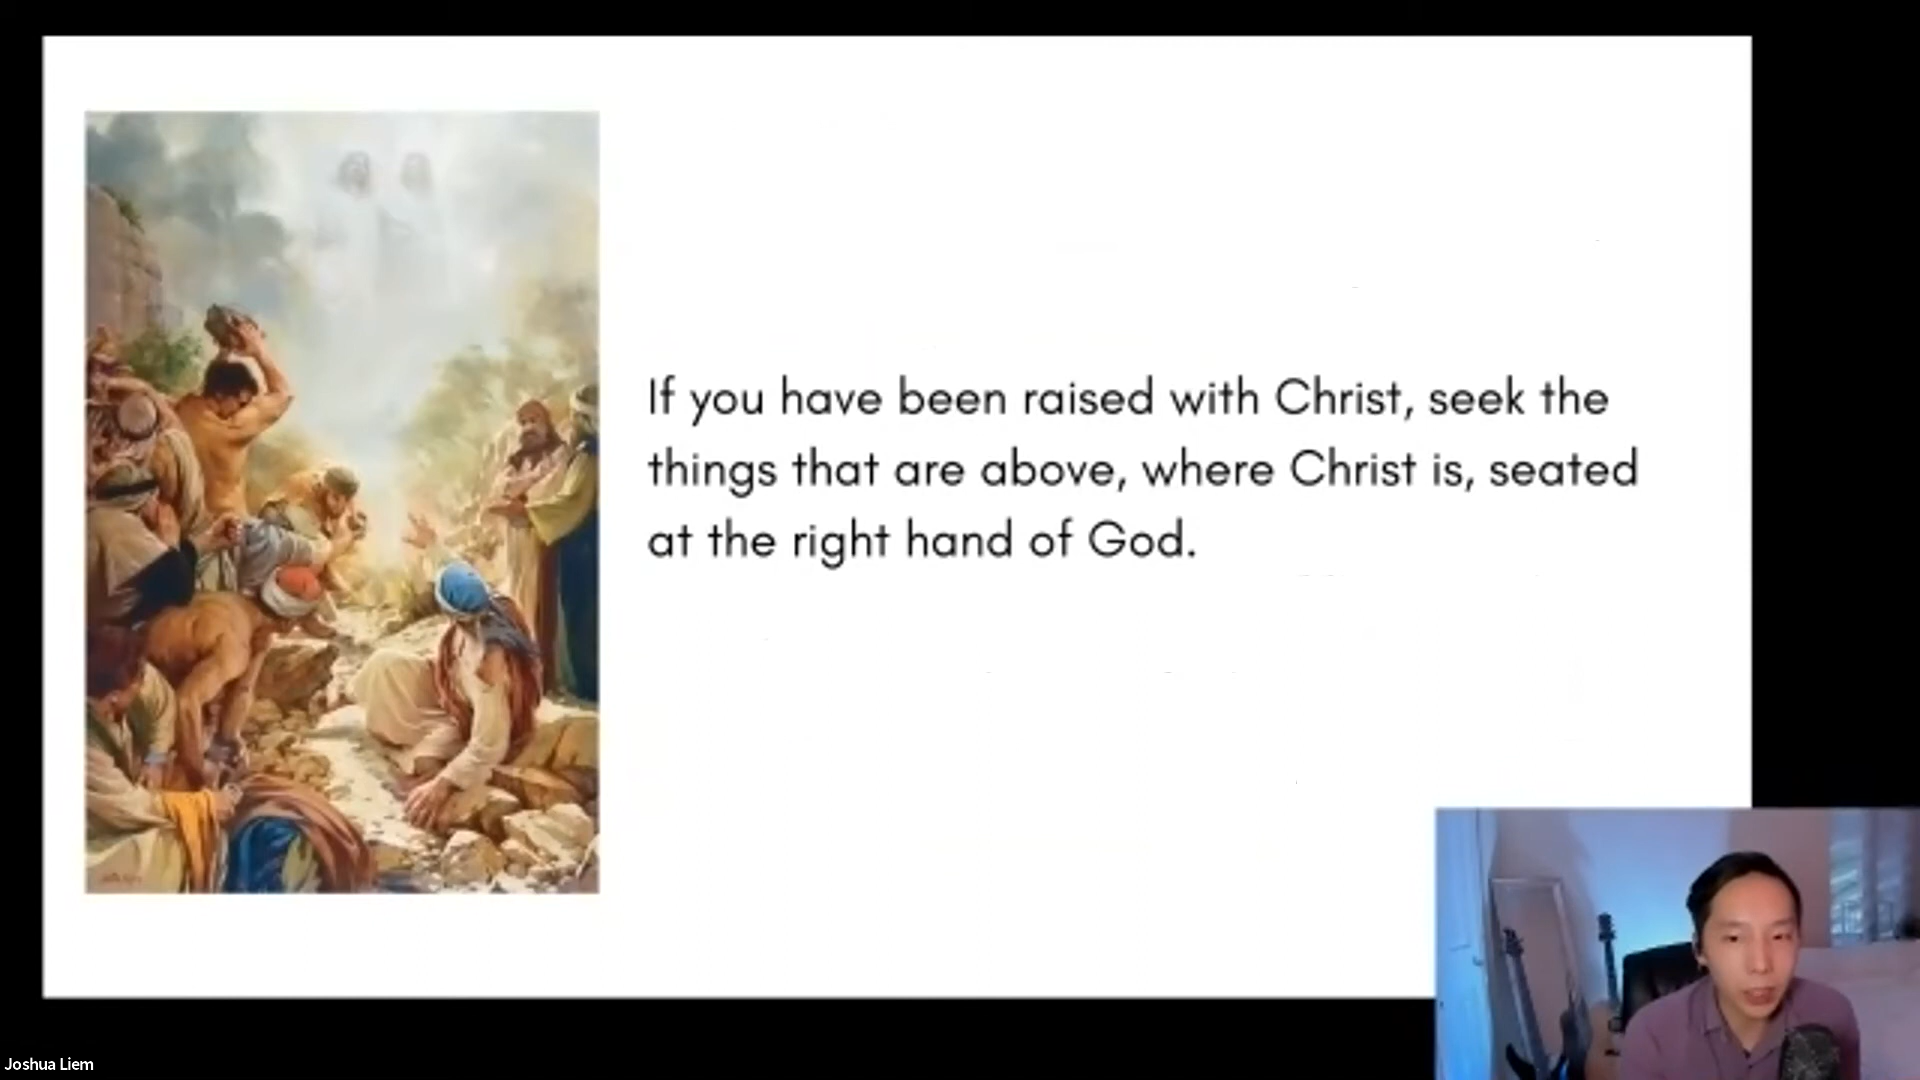 If you have been raised with Christ, seek the
things that are above, where Christ is, seated
at the right hand of God.
Joshua Liem